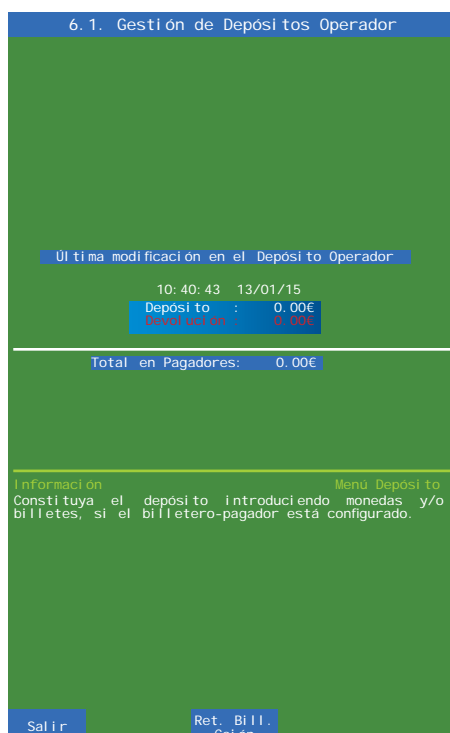 6.1. Gestión de Depósitos Operador
Última modificación en el Depósito Operador
10:40:43 13/01/15
Depósito : 0.00€
Devolución : 0.00€
Total en Pagadores: 0.00€
Información Menú Depósito
Constituya el depósito introduciendo monedas y/o
billetes, si el billetero-pagador está configurado.
Salir Ret. Bill.